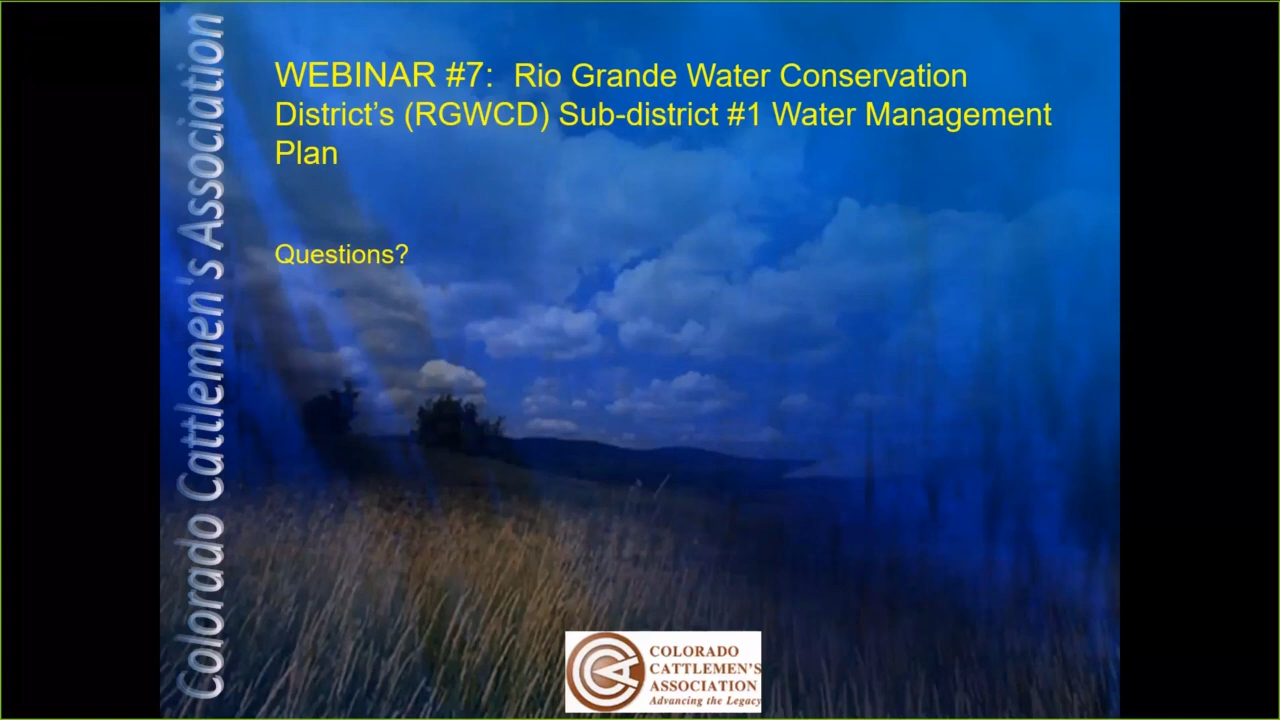 Colorado Cattlemen's Association
WEBINAR #7: Rio Grande Water Conservation
District’s (RGWCD) Sub-district #1 Water Management
Plan
Questions?
COLORADO
CATTLEMEN'S
ASSOCIATION
Advancing the Legacy